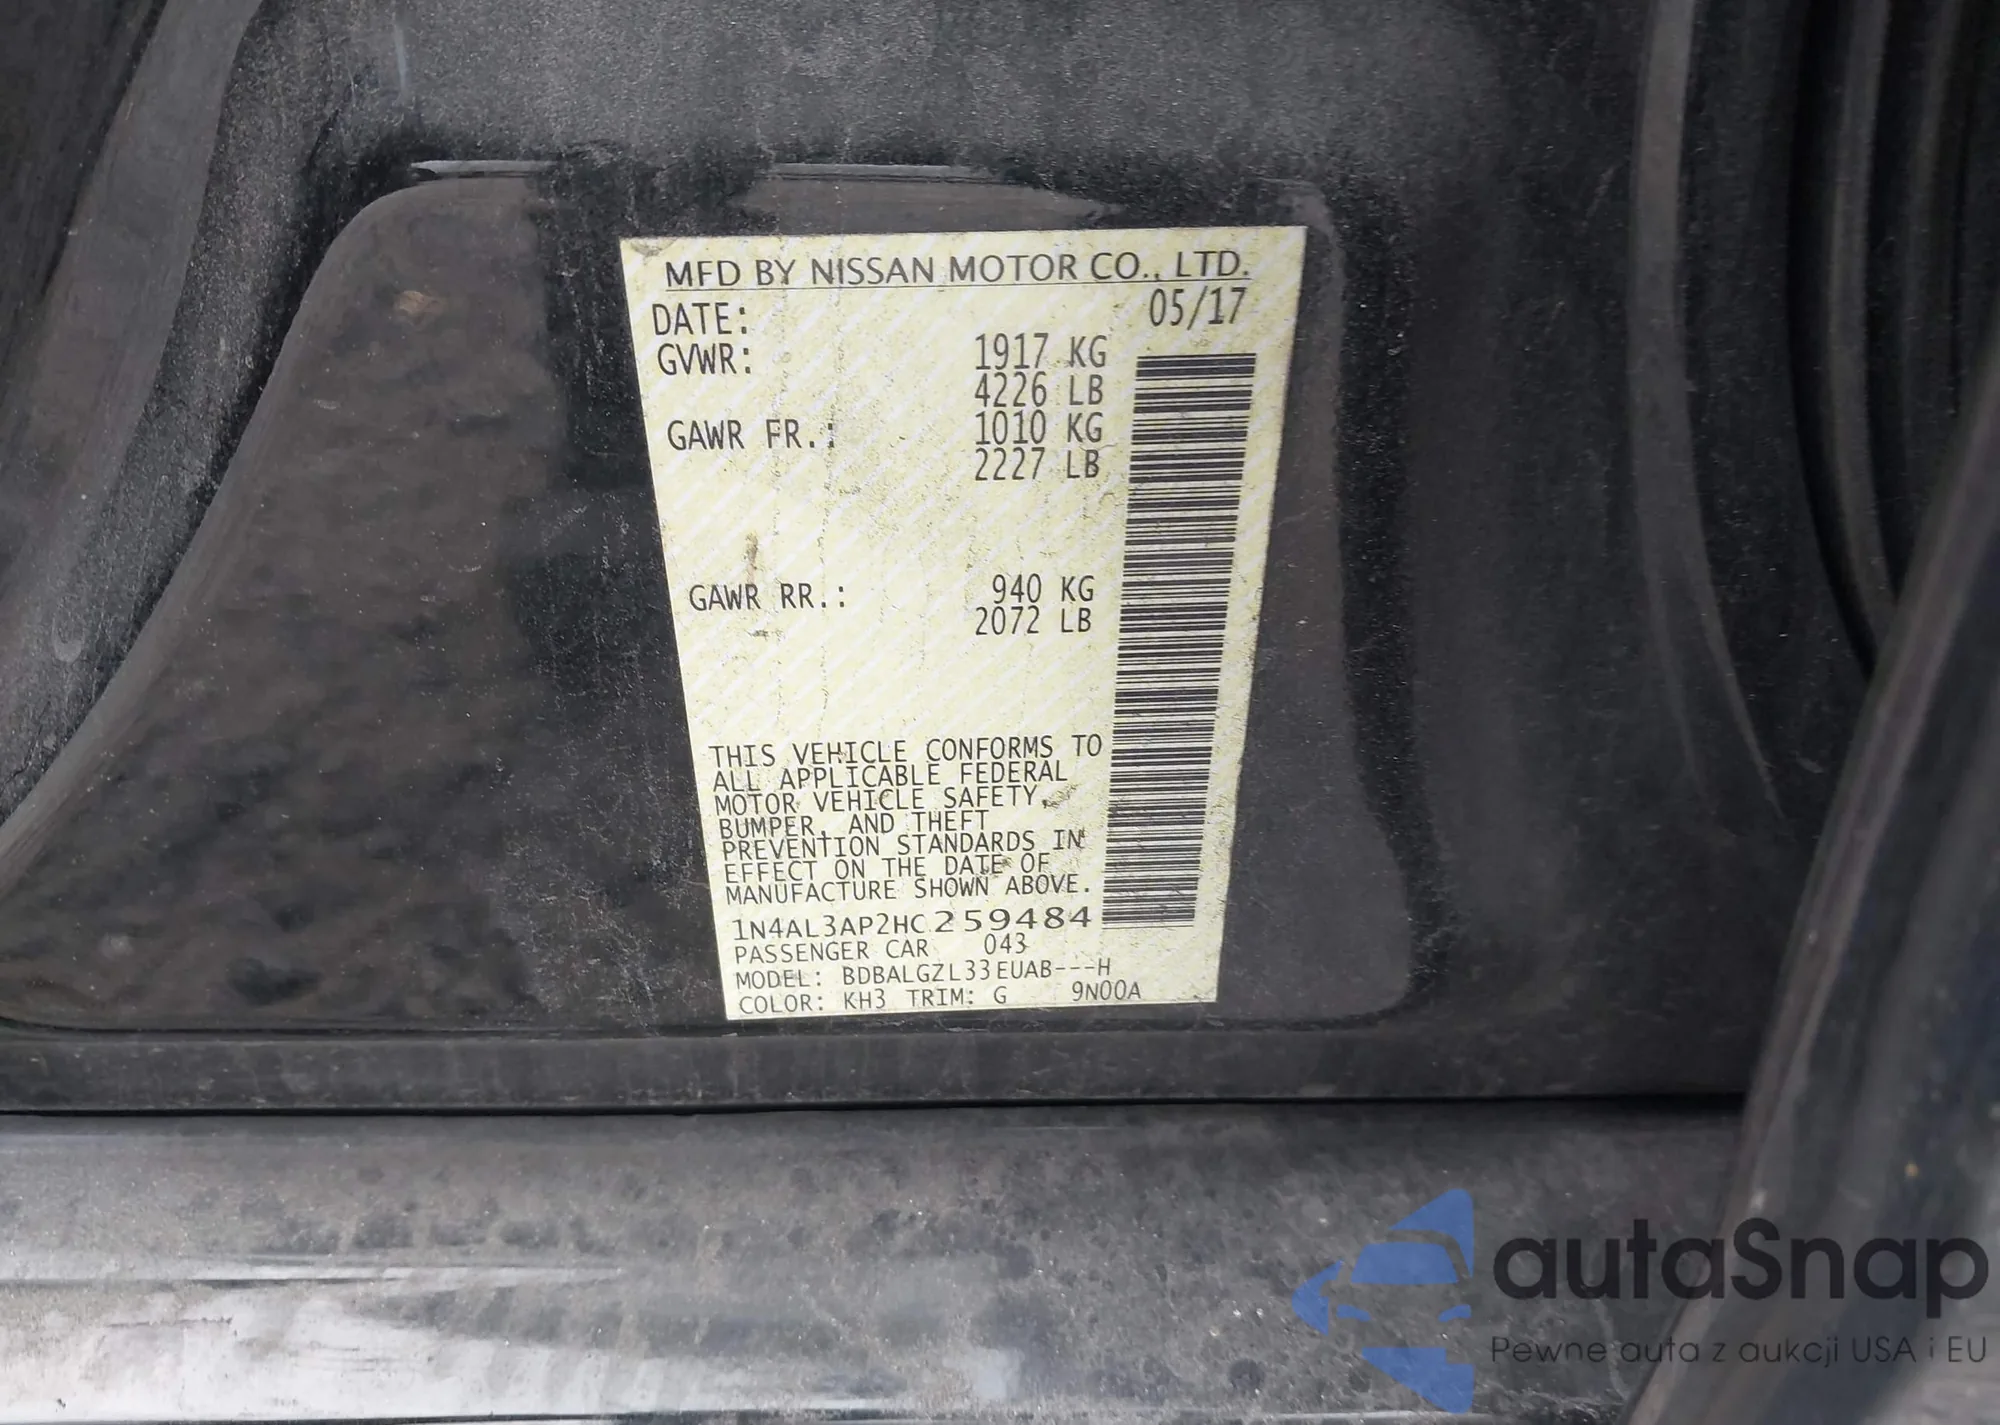 MFD BY NISSAN MOTOR CO., LTD.
DATE: 05/17
GVWR: 1917 KG
4226 LB
GAWR FR.: 1010 KG
2227 LB
GAWR RR.: 940 KG
2072 LB
THIS VEHICLE CONFORMS TO
ALL APPLICABLE FEDERAL
MOTOR VEHICLE SAFETY,
BUMPER, AND THEFT
PREVENTION STANDARDS IN
EFFECT ON THE DATE OF
MANUFACTURE SHOWN ABOVE.
1N4AL3AP2HC259484
PASSENGER CAR 043
MODEL: BDBALGZL33EUAB---H
COLOR: KH3 TRIM: G 9N00A
autaSnap
Pewne auta z aukcji USA i EU